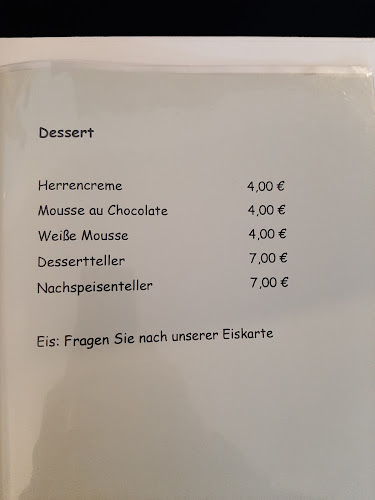 Dessert
Herrencreme 4,00 €
Mousse au Chocolate 4,00 €
Weiße Mousse 4,00 €
Dessertteller 7,00 €
Nachspeisenteller 7,00 €
Eis: Fragen Sie nach unserer Eiskarte